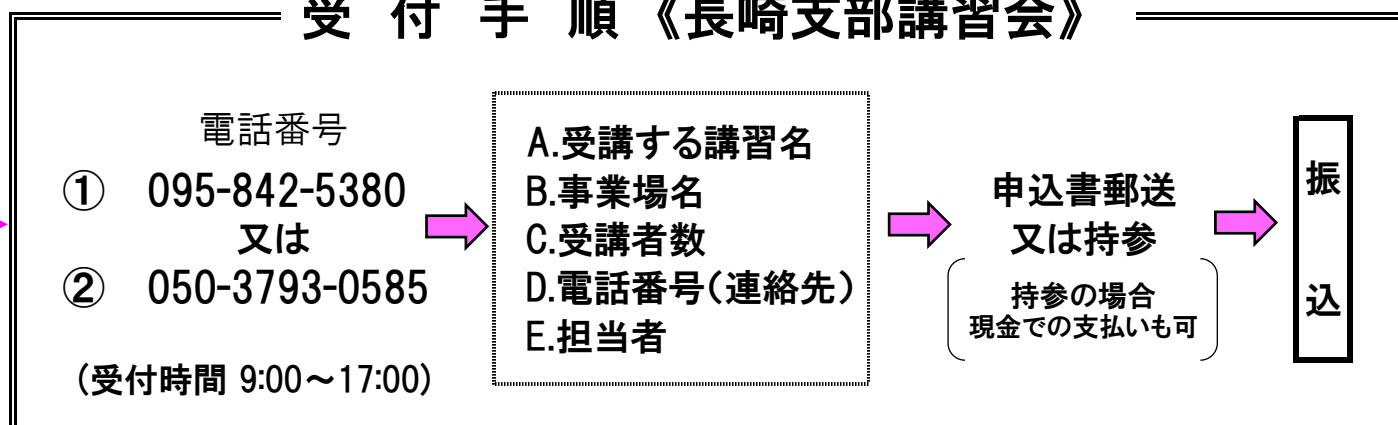 受 付 手 順 《長崎支部講習会》
電話番号
① 095-842-5380
又は
② 050-3793-0585
(受付時間 9:00～17:00)
A.受講する講習名
B.事業場名
C.受講者数
D.電話番号(連絡先)
E.担当者
申込書郵送
又は持参
持参の場合
現金での支払いも可
振
込